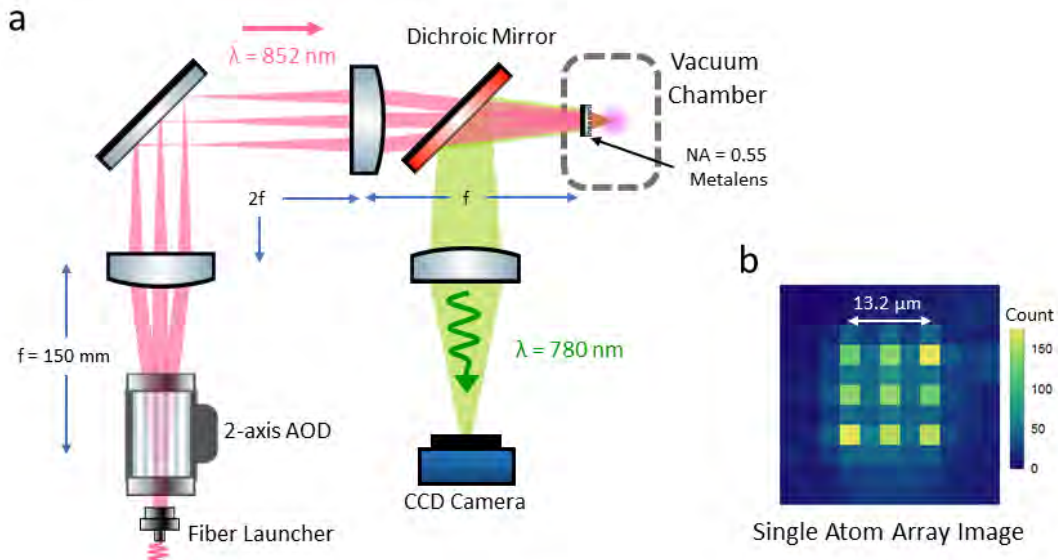 a
λ = 852 nm
Dichroic Mirror
Vacuum
Chamber
NA = 0.55
Metalens
2f
f
f = 150 mm
λ = 780 nm
2-axis AOD
CCD Camera
Fiber Launcher
b
13.2 μm
Count
150
100
50
0
Single Atom Array Image